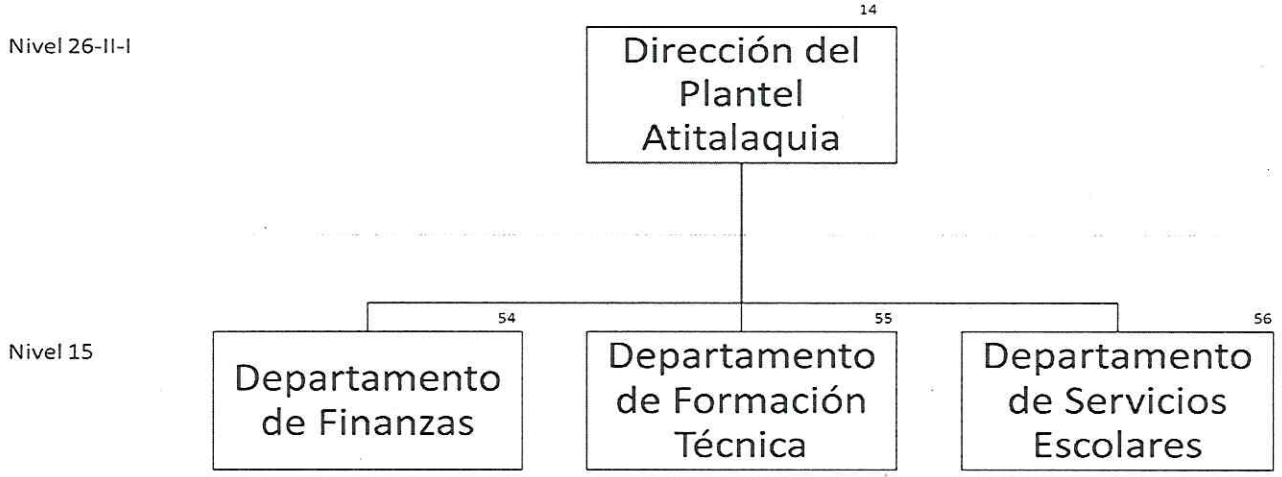 14
Nivel 26-II-I
Dirección del
Plantel
Atitalaquia
54
55
56
Nivel 15
Departamento
de Finanzas
Departamento
de Formación
Técnica
Departamento
de Servicios
Escolares